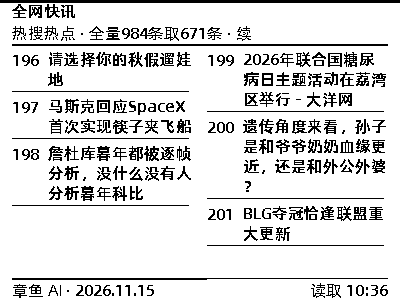 全网快讯
热搜热点·全量984条取671条·续
196 请选择你的秋假遛娃
地
197 马斯克回应SpaceX
首次实现筷子夹飞船
198 詹杜库暮年都被逐帧
分析，没什么没有人
分析暮年科比
199 2026年联合国糖尿
病日主题活动在荔湾
区举行 - 大洋网
200 遗传角度来看，孙子
是和爷爷奶奶血缘更
近，还是和外公外婆
？
201 BLG夺冠恰逢联盟重
大更新
章鱼 AI · 2026.11.15
读取 10:36